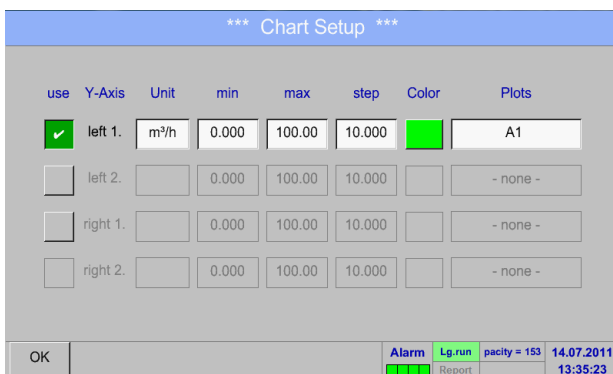 *** Chart Setup ***
use Y-Axis Unit min max step Color Plots
left 1. m³/h 0.000 100.00 10.000 A1
left 2. 0.000 100.00 10.000 - none -
right 1. 0.000 100.00 10.000 - none -
right 2. 0.000 100.00 10.000 - none -
OK Alarm Lg.run pacity = 153 14.07.2011
Report 13:35:23